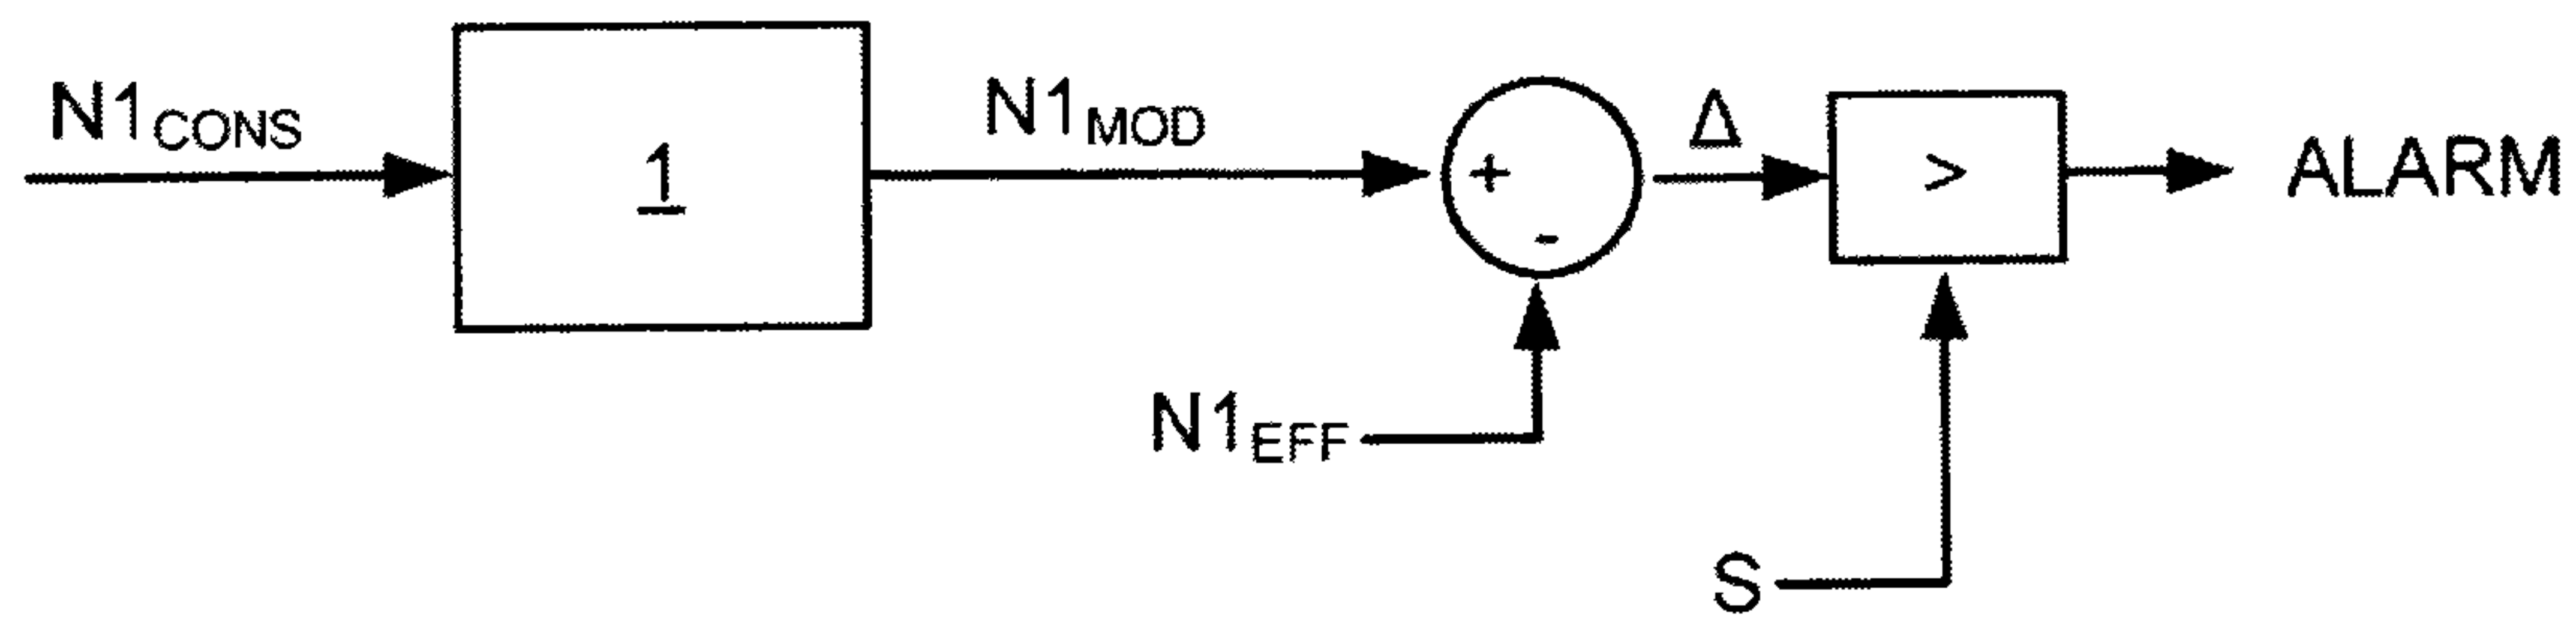 N1CONS
1
N1MOD
+
-
Δ
>
ALARM
N1EFF
S